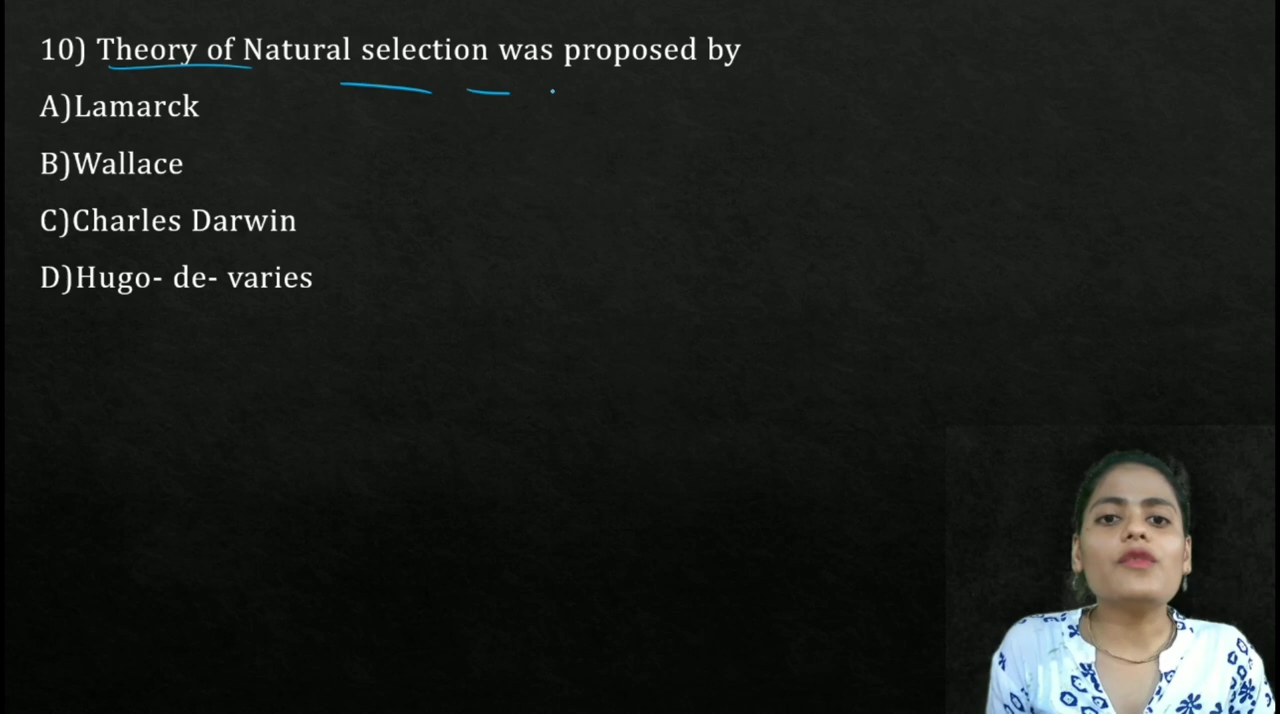 10) Theory of Natural selection was proposed by
A)Lamarck
B)Wallace
C)Charles Darwin
D)Hugo- de- varies